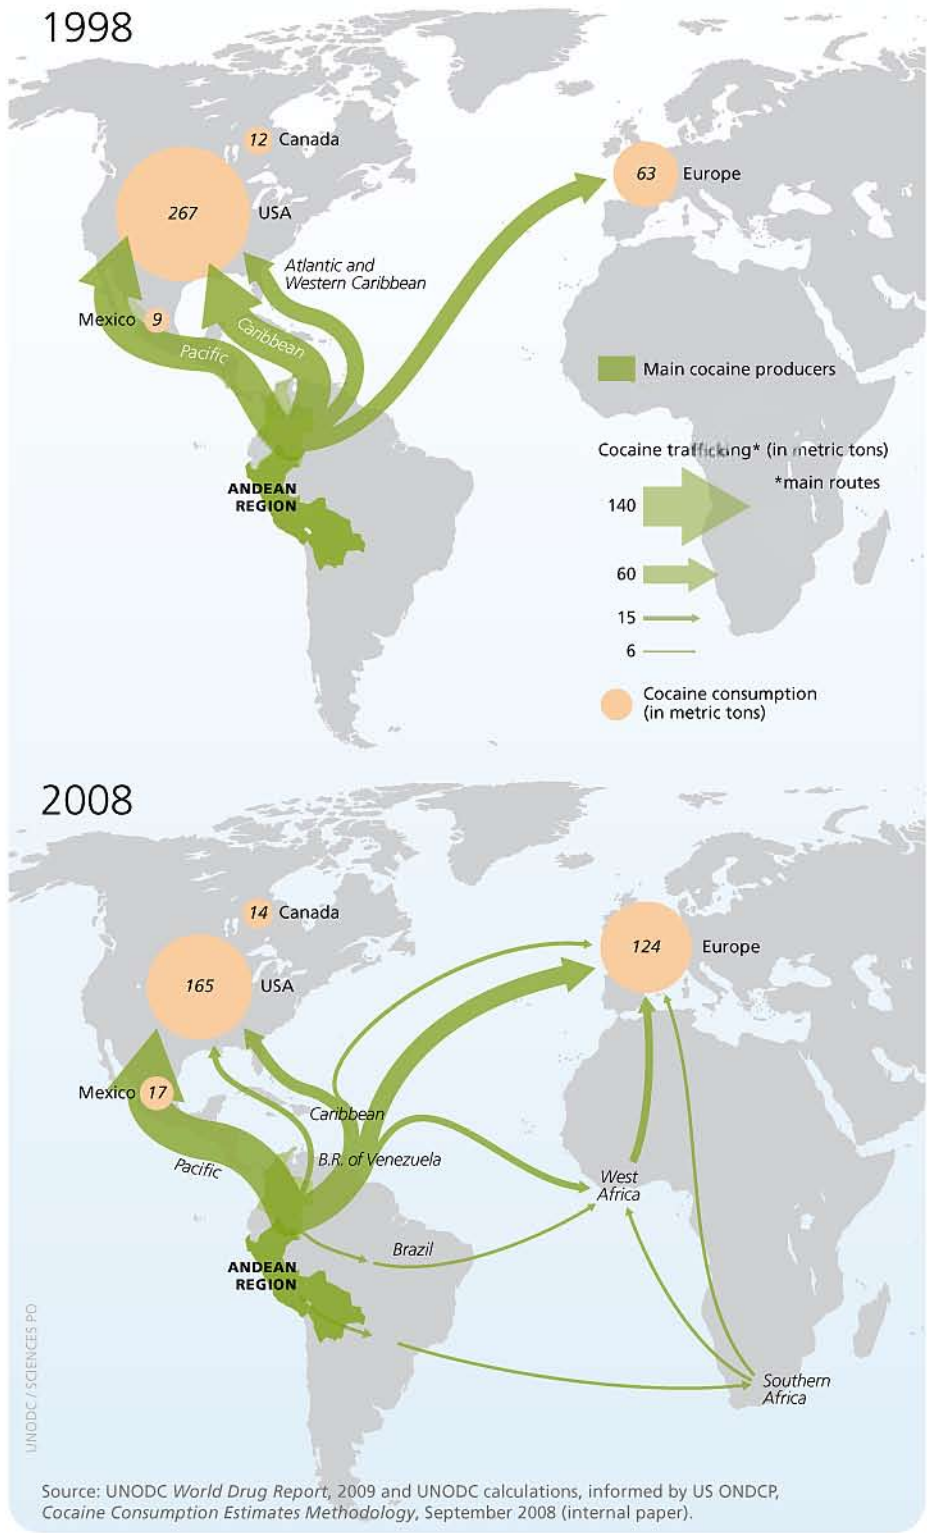 1998
12 Canada
267 USA
63 Europe
Atlantic and
Western Caribbean
Mexico 9
Caribbean
Pacific
Main cocaine producers
Cocaine trafficking* (in metric tons)
*main routes
ANDEAN
REGION
140
60
15
6
Cocaine consumption
(in metric tons)
2008
14 Canada
124 Europe
165 USA
Mexico 17
Caribbean
B.R. of Venezuela
Pacific
West
Africa
Brazil
ANDEAN
REGION
Southern
Africa
UNODC / SCIENCES PO
Source: UNODC World Drug Report, 2009 and UNODC calculations, informed by US ONDCP,
Cocaine Consumption Estimates Methodology, September 2008 (internal paper).